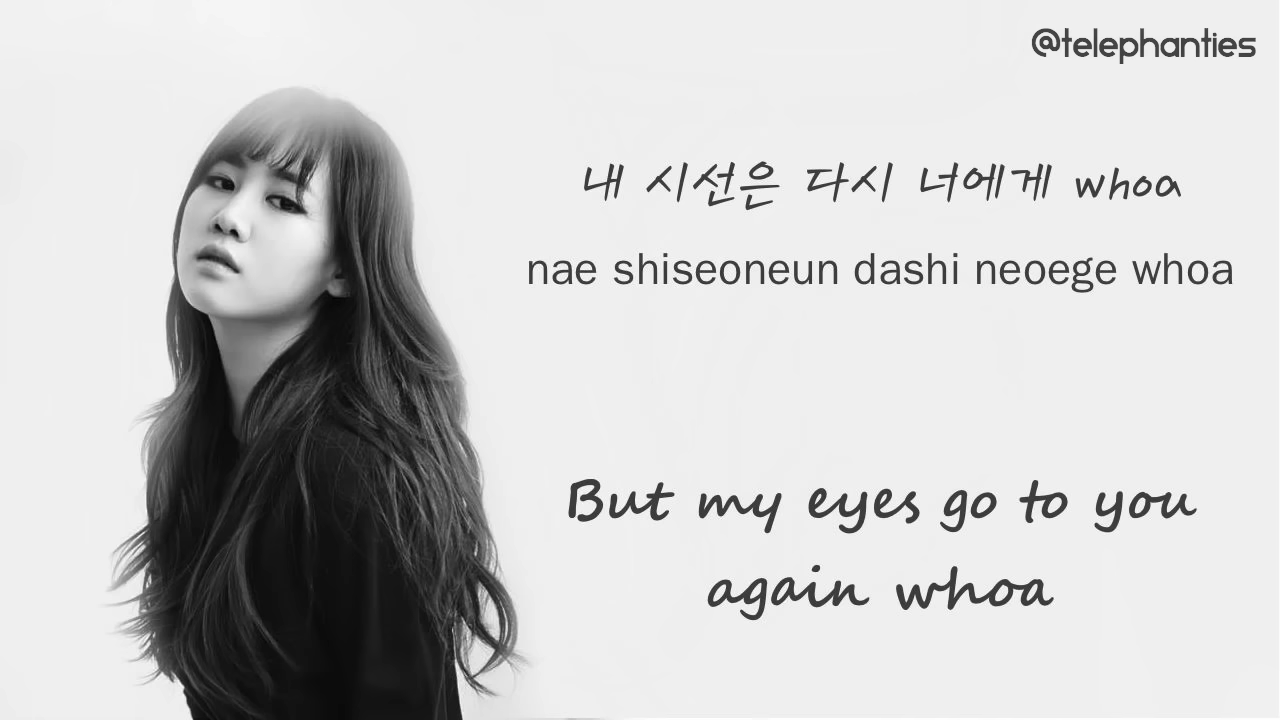 @telephanties
내 시선은 다시 너에게 whoa
nae shiseoneun dashi neoege whoa
But my eyes go to you
again whoa